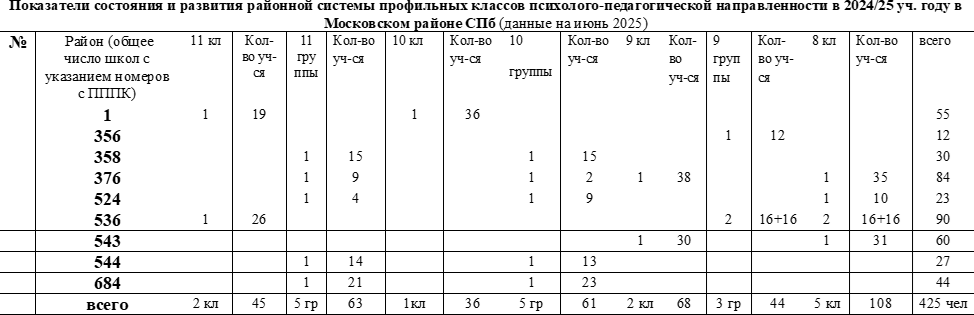 Показатели состояния и развития районной системы профильных классов психолого-педагогической направленности в 2024/25 уч. году в
Московском районе СПб (данные на июнь 2025)
№ Район (общее число школ с указанием номеров с ПППК) 11 кл Кол-во уч-ся 11 гру ппы Кол-во уч-ся 10 кл Кол-во уч-ся 10 группы Кол-во уч-ся 9 кл Кол-во уч-ся 9 груп пы Кол-во уч-ся 8 кл Кол-во уч-ся всего
1 1 19 1 36 55
356 1 12 12
358 1 15 1 15 30
376 1 9 1 2 1 38 1 35 84
524 1 4 1 9 1 10 23
536 1 26 2 16+16 2 16+16 90
543 1 30 1 31 60
544 1 14 1 13 27
684 1 21 1 23 44
всего 2 кл 45 5 гр 63 1кл 36 5 гр 61 2 кл 68 3 гр 44 5 кл 108 425 чел